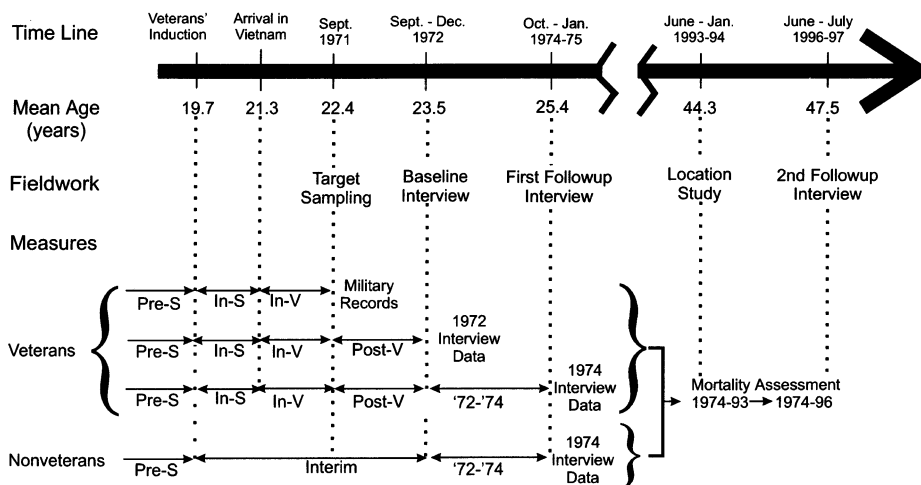 Time Line
Veterans' Induction
Arrival in Vietnam
Sept. 1971
Sept. - Dec. 1972
Oct. - Jan. 1974-75
June - Jan. 1993-94
June - July 1996-97
Mean Age (years)
19.7 21.3 22.4 23.5 25.4 44.3 47.5
Fieldwork
Target Sampling
Baseline Interview
First Followup Interview
Location Study
2nd Followup Interview
Measures
Veterans
Pre-S In-S In-V
Military Records
Pre-S In-S In-V Post-V
1972 Interview Data
Pre-S In-S In-V Post-V '72-'74
1974 Interview Data
Mortality Assessment
1974-93 1974-96
Nonveterans
Pre-S Interim '72-'74
1974 Interview Data